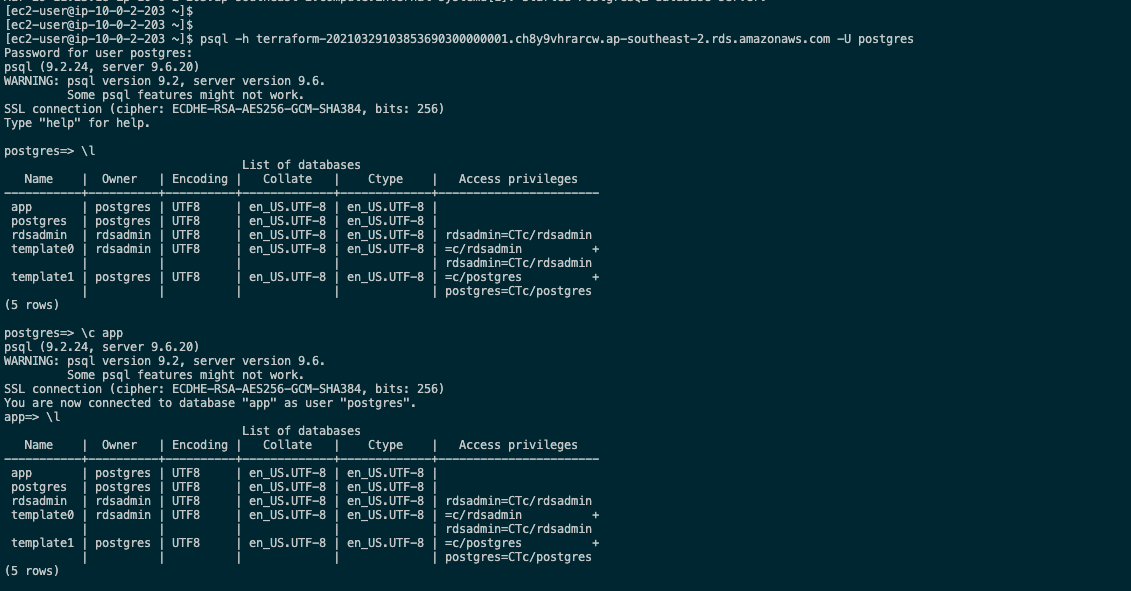 [ec2-user@ip-10-0-2-203 ~]$
[ec2-user@ip-10-0-2-203 ~]$
[ec2-user@ip-10-0-2-203 ~]$ psql -h terraform-20210329103853690300000001.ch8y9vhrarcw.ap-southeast-2.rds.amazonaws.com -U postgres
Password for user postgres:
psql (9.2.24, server 9.6.20)
WARNING: psql version 9.2, server version 9.6.
         Some psql features might not work.
SSL connection (cipher: ECDHE-RSA-AES256-GCM-SHA384, bits: 256)
Type "help" for help.

postgres=> \l
                                  List of databases
   Name    |  Owner   | Encoding |   Collate   |    Ctype    |   Access privileges
-----------+----------+----------+-------------+-------------+-----------------------
 app       | postgres | UTF8     | en_US.UTF-8 | en_US.UTF-8 |
 postgres  | postgres | UTF8     | en_US.UTF-8 | en_US.UTF-8 |
 rdsadmin  | rdsadmin | UTF8     | en_US.UTF-8 | en_US.UTF-8 | rdsadmin=CTc/rdsadmin
 template0 | rdsadmin | UTF8     | en_US.UTF-8 | en_US.UTF-8 | =c/rdsadmin          +
           |          |          |             |             | rdsadmin=CTc/rdsadmin
 template1 | postgres | UTF8     | en_US.UTF-8 | en_US.UTF-8 | =c/postgres          +
           |          |          |             |             | postgres=CTc/postgres
(5 rows)

postgres=> \c app
psql (9.2.24, server 9.6.20)
WARNING: psql version 9.2, server version 9.6.
         Some psql features might not work.
SSL connection (cipher: ECDHE-RSA-AES256-GCM-SHA384, bits: 256)
You are now connected to database "app" as user "postgres".
app=> \l
                                  List of databases
   Name    |  Owner   | Encoding |   Collate   |    Ctype    |   Access privileges
-----------+----------+----------+-------------+-------------+-----------------------
 app       | postgres | UTF8     | en_US.UTF-8 | en_US.UTF-8 |
 postgres  | postgres | UTF8     | en_US.UTF-8 | en_US.UTF-8 |
 rdsadmin  | rdsadmin | UTF8     | en_US.UTF-8 | en_US.UTF-8 | rdsadmin=CTc/rdsadmin
 template0 | rdsadmin | UTF8     | en_US.UTF-8 | en_US.UTF-8 | =c/rdsadmin          +
           |          |          |             |             | rdsadmin=CTc/rdsadmin
 template1 | postgres | UTF8     | en_US.UTF-8 | en_US.UTF-8 | =c/postgres          +
           |          |          |             |             | postgres=CTc/postgres
(5 rows)